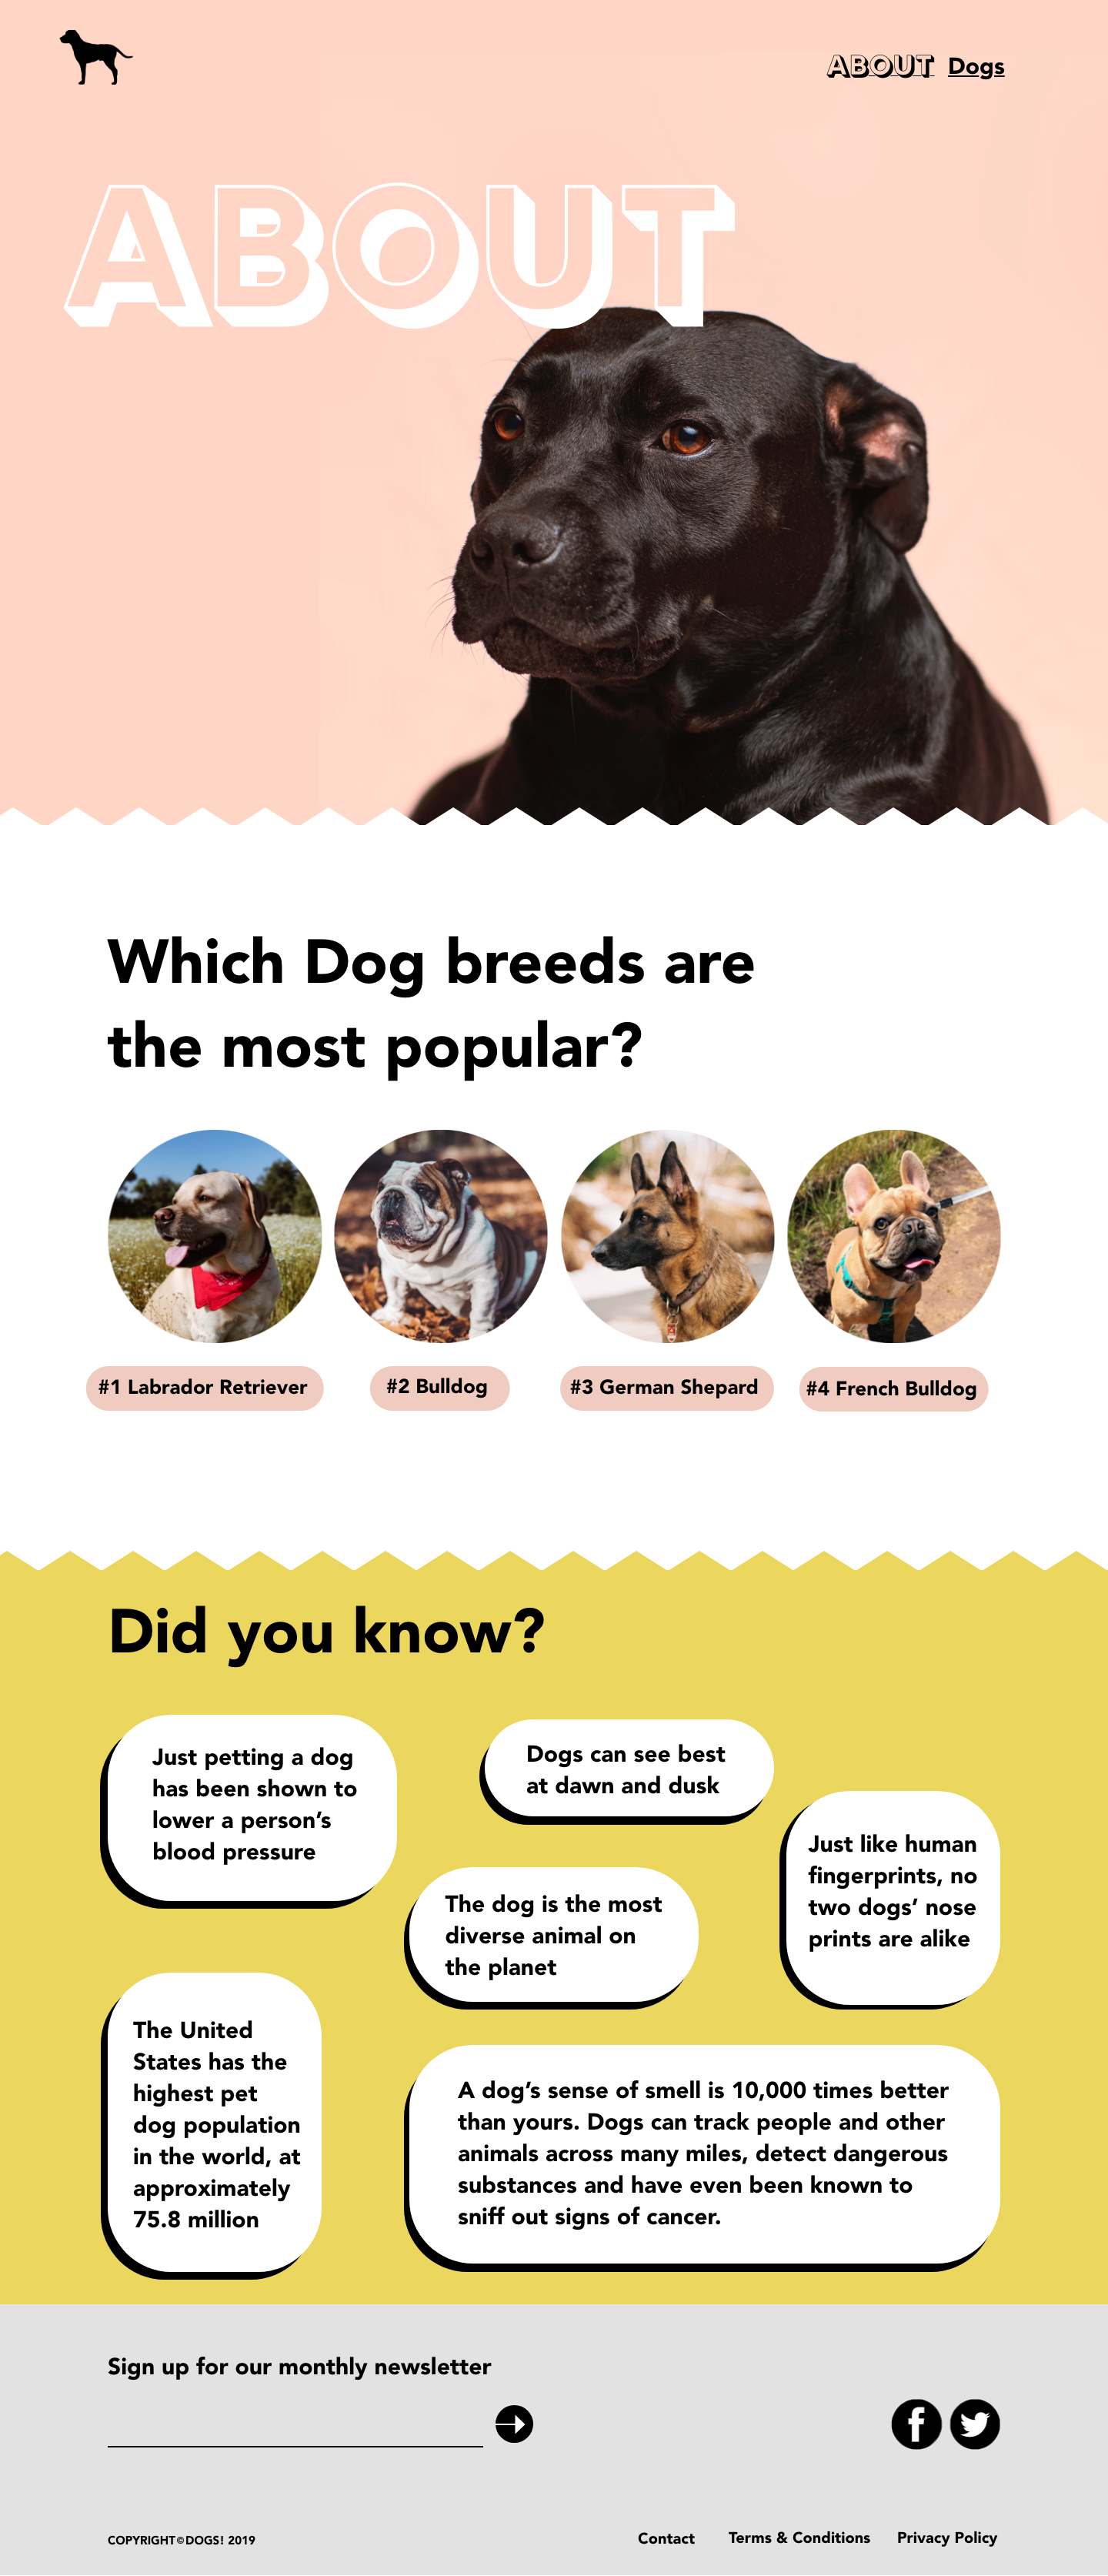 ABOUT Dogs
ABOUT
Which Dog breeds are
the most popular?
#1 Labrador Retriever
#2 Bulldog
#3 German Shepard
#4 French Bulldog
Did you know?
Just petting a dog
has been shown to
lower a person’s
blood pressure
Dogs can see best
at dawn and dusk
Just like human
fingerprints, no
two dogs’ nose
prints are alike
The dog is the most
diverse animal on
the planet
The United
States has the
highest pet
dog population
in the world, at
approximately
75.8 million
A dog’s sense of smell is 10,000 times better
than yours. Dogs can track people and other
animals across many miles, detect dangerous
substances and have even been known to
sniff out signs of cancer.
Sign up for our monthly newsletter
COPYRIGHT©DOGS! 2019
Contact
Terms & Conditions
Privacy Policy